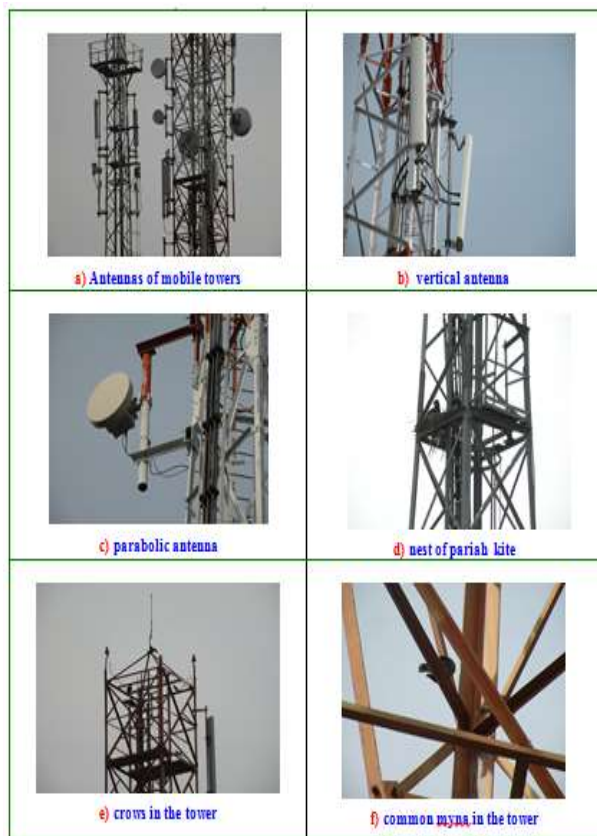 a) Antennas of mobile towers
b) vertical antenna
c) parabolic antenna
d) nest of pariah kite
e) crows in the tower
f) common myna in the tower